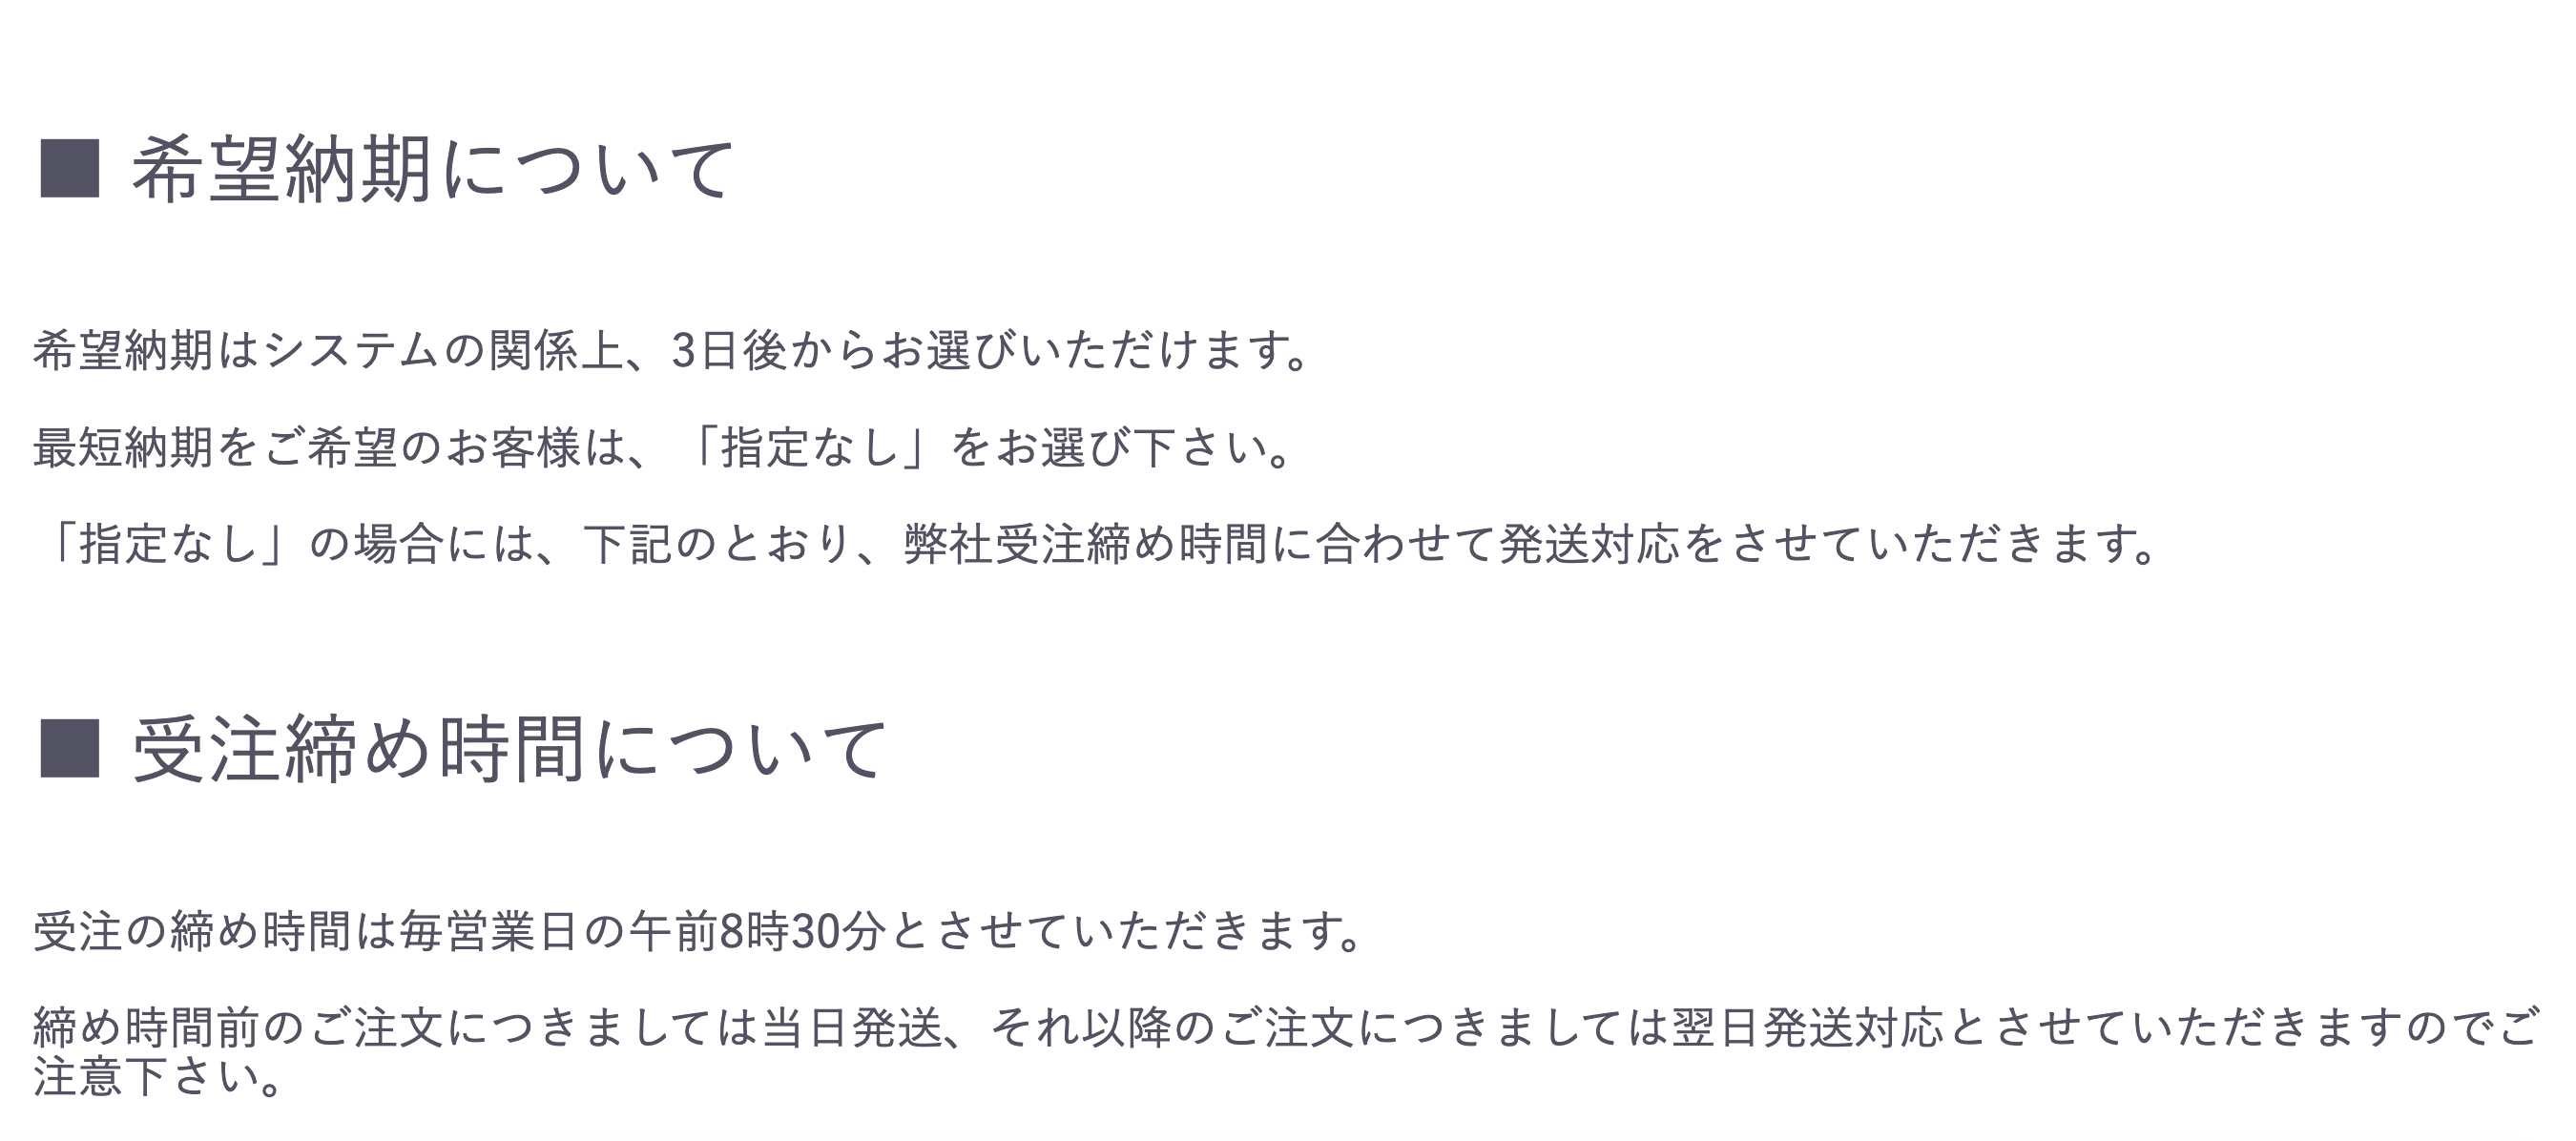 ■ 希望納期について
希望納期はシステムの関係上、3日後からお選びいただけます。
最短納期をご希望のお客様は、「指定なし」をお選び下さい。
「指定なし」の場合には、下記のとおり、弊社受注締め時間に合わせて発送対応をさせていただきます。
■ 受注締め時間について
受注の締め時間は毎営業日の午前8時30分とさせていただきます。
締め時間前のご注文につきましては当日発送、それ以降のご注文につきましては翌日発送対応とさせていただきますのでご
注意下さい。